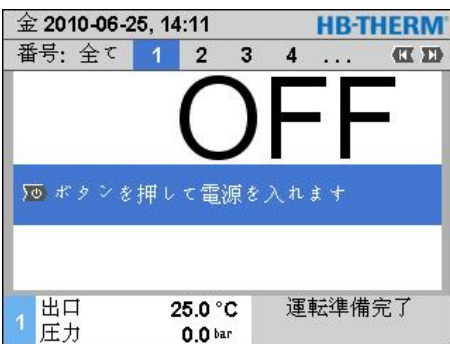 金 2010-06-25, 14:11 HB-THERM®
番号: 全て 1 2 3 4 ...
OFF
ボタンを押して電源を入れます
1 出口 25.0 °C 運転準備完了
圧力 0.0 bar